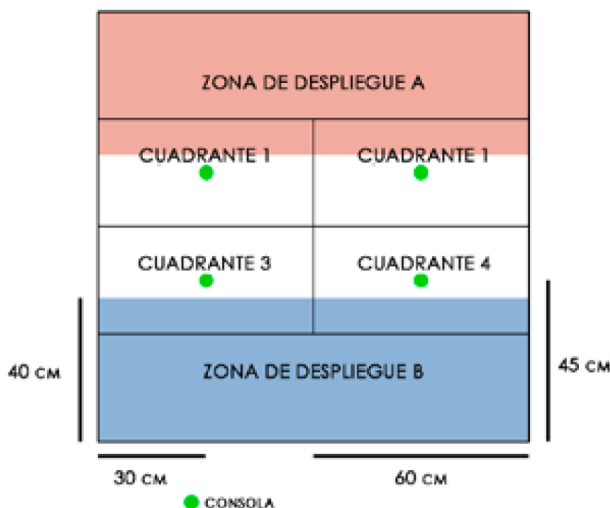 ZONA DE DESPLIEGUE A
CUADRANTE 1
CUADRANTE 1
CUADRANTE 3
CUADRANTE 4
40 CM
ZONA DE DESPLIEGUE B
45 CM
30 CM
60 CM
CONSOLA